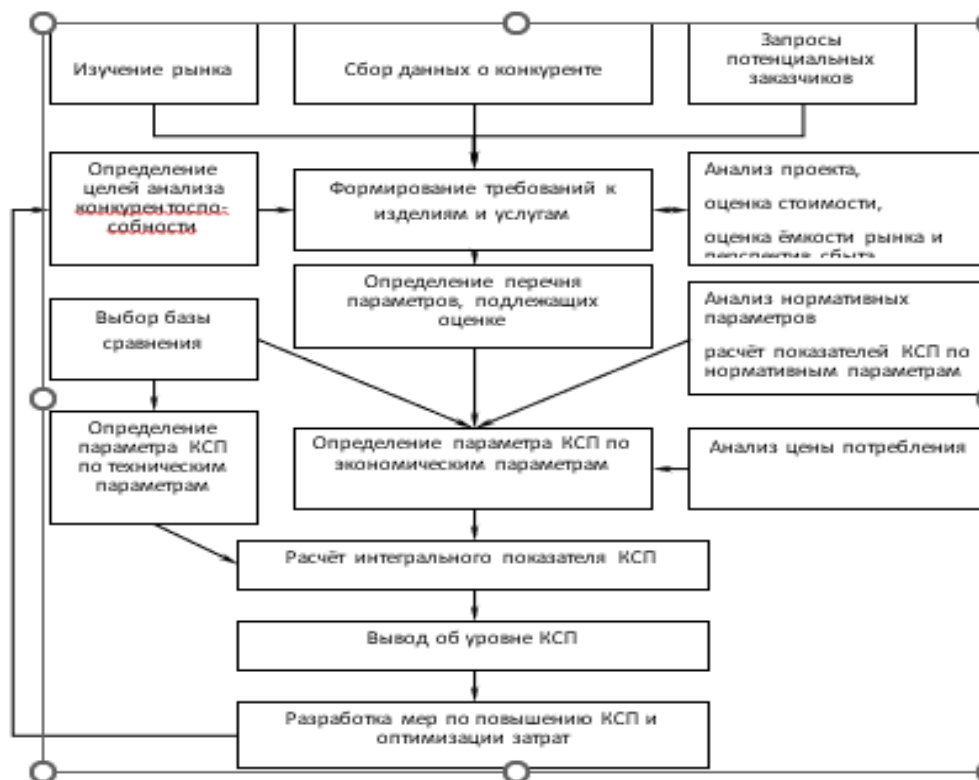 Изучение рынка
Сбор данных о конкуренте
Запросы
потенциальных
заказчиков
Определение
целей анализа
конкурентоспо-
собности
Формирование требований к
изделиям и услугам
Анализ проекта,
оценка стоимости,
оценка ёмкости рынка и
перспектив сбыта
Определение перечня
параметров, подлежащих
оценке
Выбор базы
сравнения
Анализ нормативных
параметров
расчёт показателей КСП по
нормативным параметрам
Определение
параметра КСП
по техническим
параметрам
Определение параметра КСП по
экономическим параметрам
Анализ цены потребления
Расчёт интегрального показателя КСП
Вывод об уровне КСП
Разработка мер по повышению КСП и
оптимизации затрат